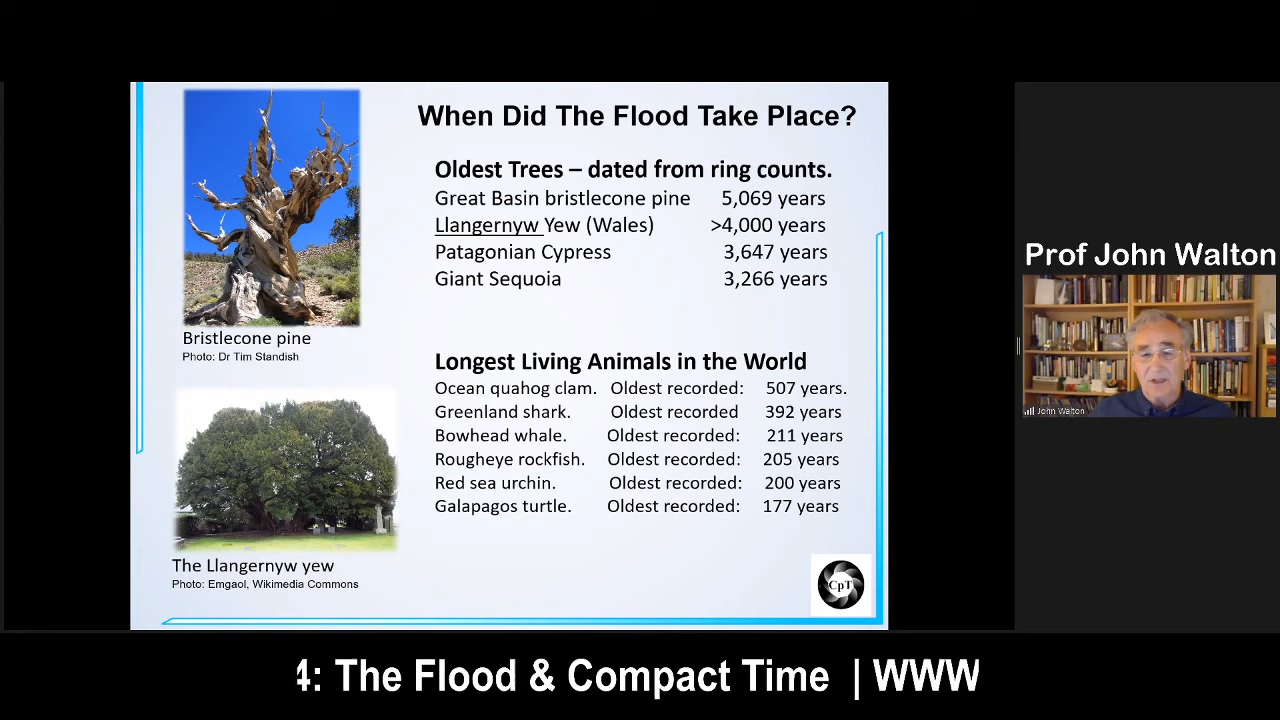 When Did The Flood Take Place?
Oldest Trees – dated from ring counts.
Great Basin bristlecone pine 5,069 years
Llangernyw Yew (Wales) >4,000 years
Patagonian Cypress 3,647 years
Giant Sequoia 3,266 years
Bristlecone pine
Photo: Dr Tim Standish
Longest Living Animals in the World
Ocean quahog clam. Oldest recorded: 507 years.
Greenland shark. Oldest recorded 392 years
Bowhead whale. Oldest recorded: 211 years
Rougheye rockfish. Oldest recorded: 205 years
Red sea urchin. Oldest recorded: 200 years
Galapagos turtle. Oldest recorded: 177 years
The Llangernyw yew
Photo: Emgaol, Wikimedia Commons
CpT
Prof John Walton
John Walton
4: The Flood & Compact Time | WWW